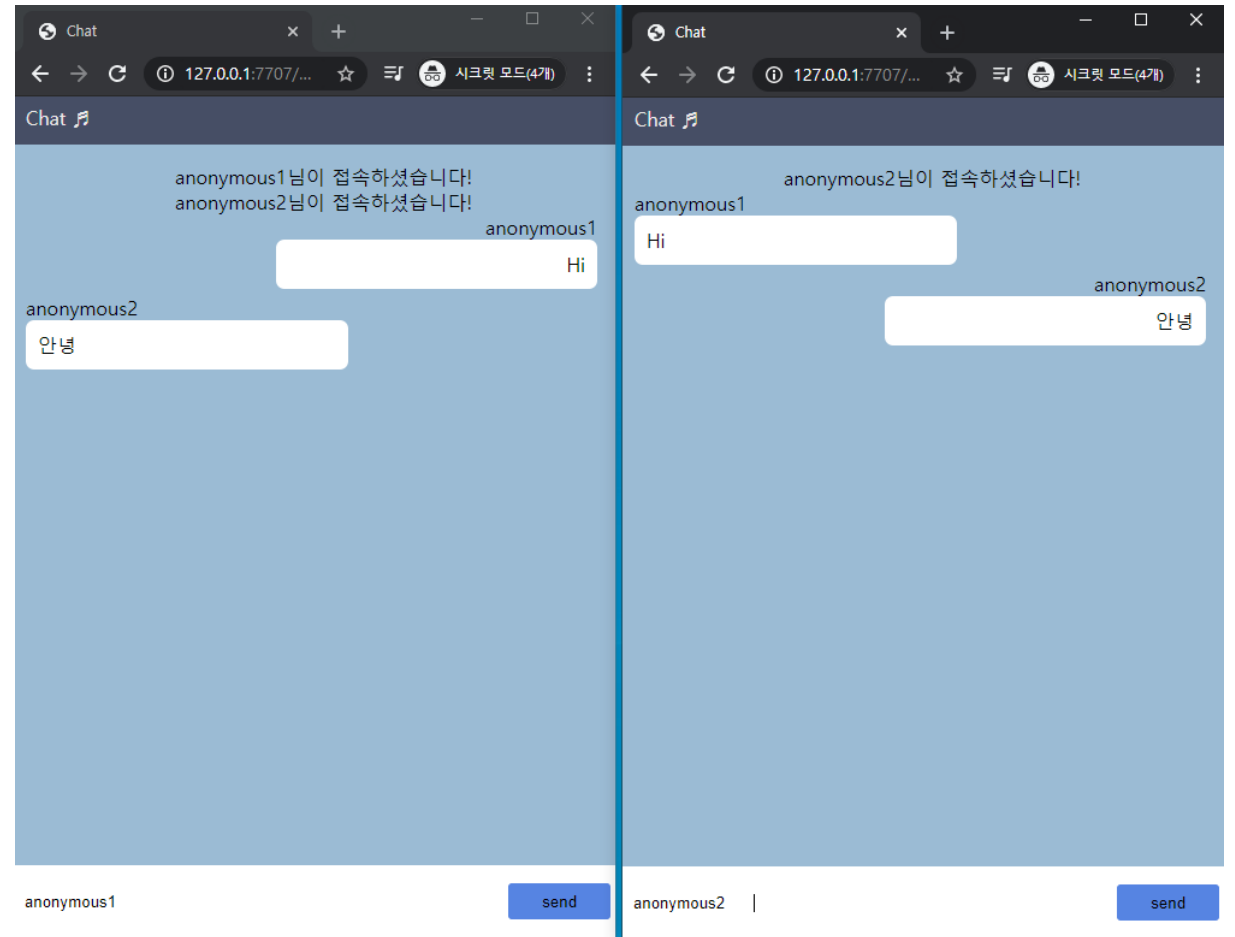 Chat
127.0.0.1:7707/...
시크릿 모드(4개)
Chat 🎵
anonymous1님이 접속하셨습니다!
anonymous2님이 접속하셨습니다!
anonymous1
Hi
anonymous2
안녕
anonymous1
send
Chat
127.0.0.1:7707/...
시크릿 모드(4개)
Chat 🎵
anonymous2님이 접속하셨습니다!
anonymous1
Hi
anonymous2
안녕
anonymous2
send